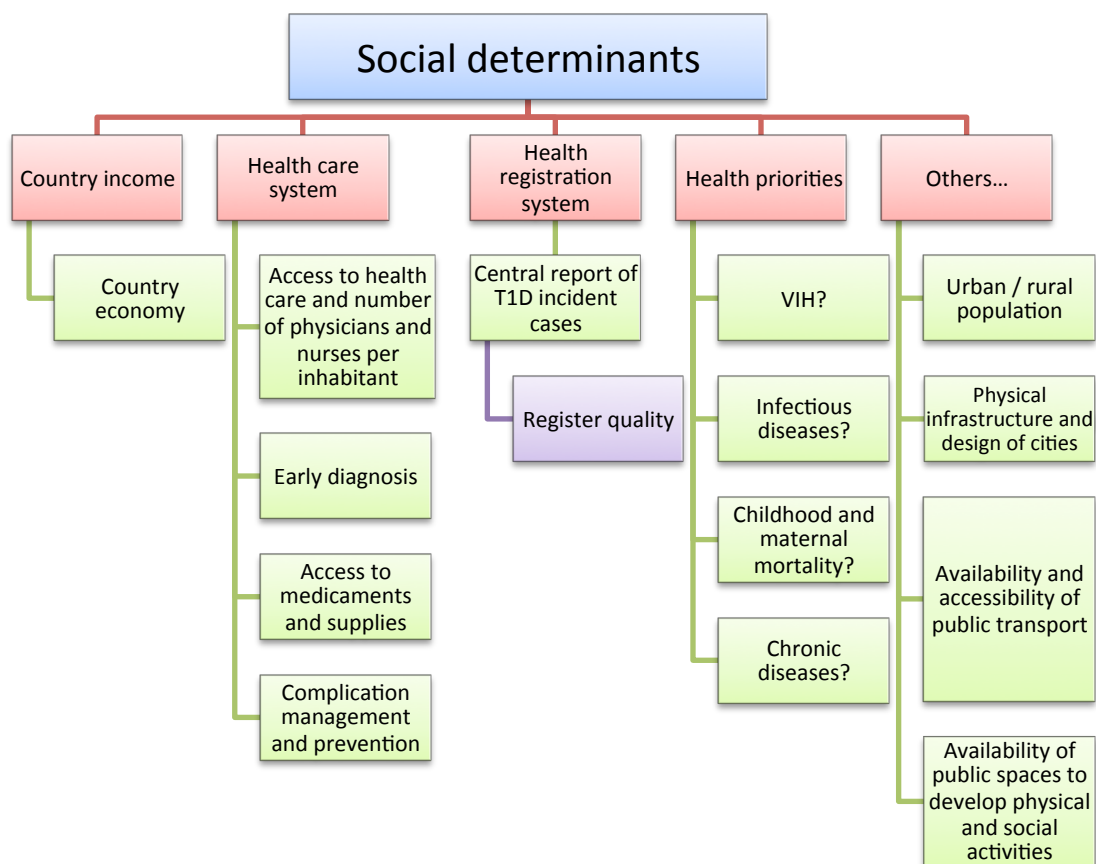 Social determinants
Country income
Country
economy
Health care
system
Access to health
care and number
of physicians and
nurses per
inhabitant
Early diagnosis
Access to
medicaments
and supplies
Complication
management
and prevention
Health
registration
system
Central report of
T1D incident
cases
Register quality
Health priorities
VIH?
Infectious
diseases?
Childhood and
maternal
mortality?
Chronic
diseases?
Others...
Urban / rural
population
Physical
infrastructure and
design of cities
Availability and
accessibility of
public transport
Availability of
public spaces to
develop physical
and social
activities